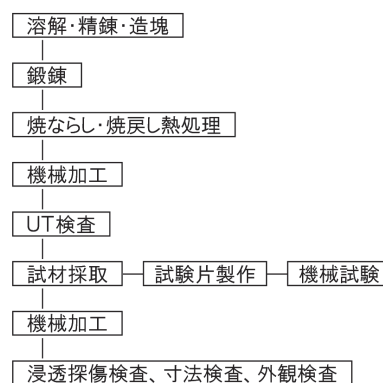 溶解・精錬・造塊
鍛錬
焼ならし・焼戻し熱処理
機械加工
UT検査
試材採取 試験片製作 機械試験
機械加工
浸透探傷検査、寸法検査、外観検査